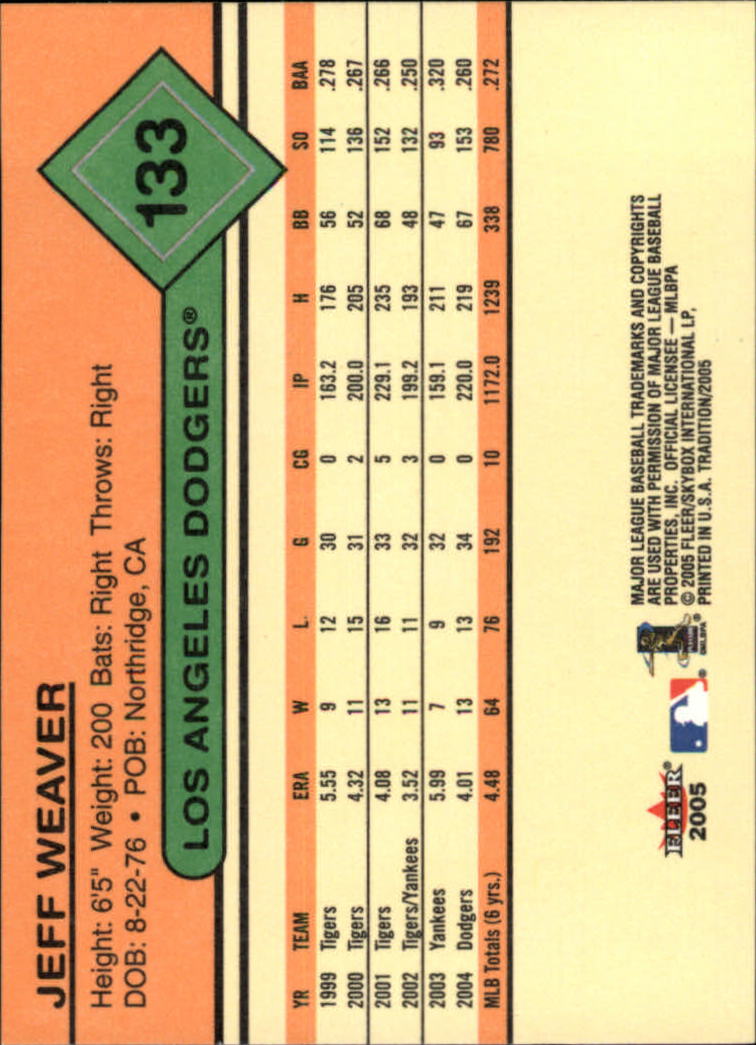 JEFF WEAVER
Height: 6'5" Weight: 200 Bats: Right Throws: Right
DOB: 8-22-76 • POB: Northridge, CA
133
LOS ANGELES DODGERS®
YR TEAM ERA W L G CG IP H BB SO BAA
1999 Tigers 5.55 9 12 30 0 163.2 176 56 114 .278
2000 Tigers 4.32 11 15 31 2 200.0 205 52 136 .267
2001 Tigers 4.08 13 16 33 5 229.1 235 68 152 .266
2002 Tigers/Yankees 3.52 11 11 32 3 199.2 193 48 132 .250
2003 Yankees 5.99 7 9 32 0 159.1 211 47 93 .320
2004 Dodgers 4.01 13 13 34 0 220.0 219 67 153 .260
MLB Totals (6 yrs.) 4.48 64 76 192 10 1172.0 1239 338 780 .272
FLEER®
2005
MAJOR LEAGUE BASEBALL TRADEMARKS AND COPYRIGHTS
ARE USED WITH PERMISSION OF MAJOR LEAGUE BASEBALL
PROPERTIES, INC. OFFICIAL LICENSEE — MLBPA
© 2005 FLEER/SKYBOX INTERNATIONAL LP,
PRINTED IN U.S.A. TRADITION/2005